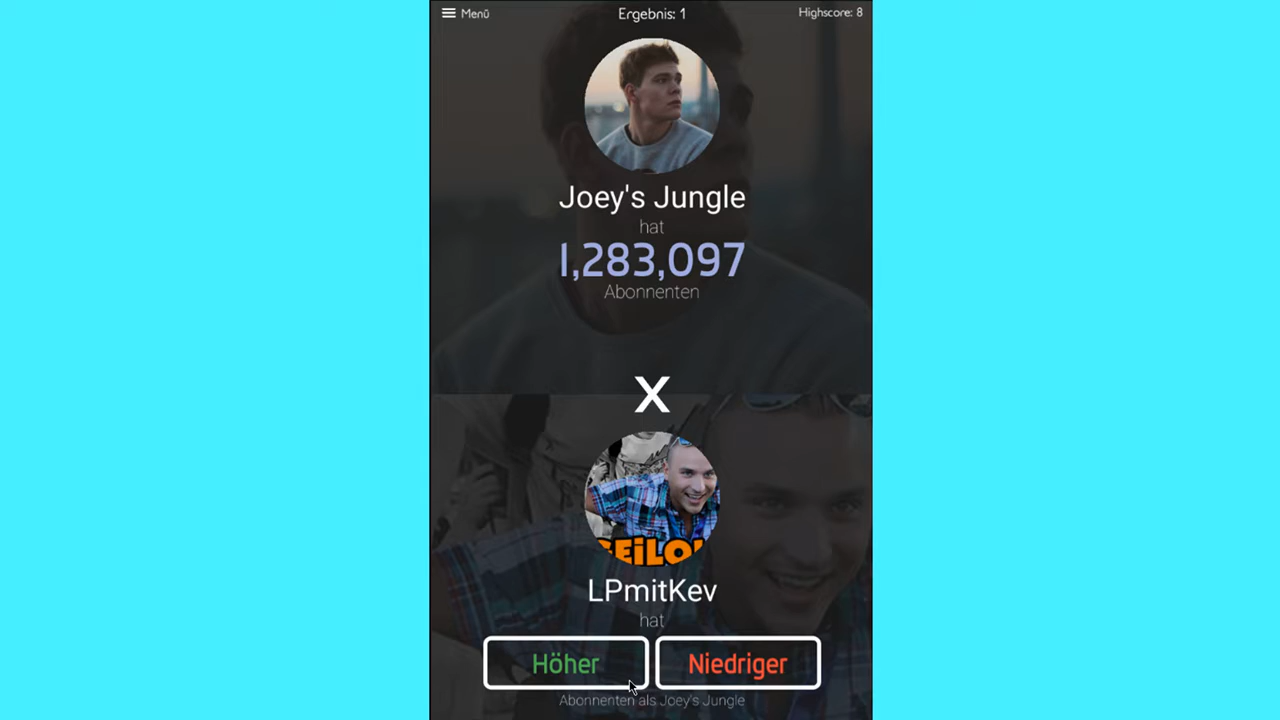 Menü
Ergebnis: 1
Highscore: 8
Joey's Jungle
hat
1,283,097
Abonnenten
X
LPmitKev
hat
Höher
Niedriger
Abonnenten als Joey's Jungle